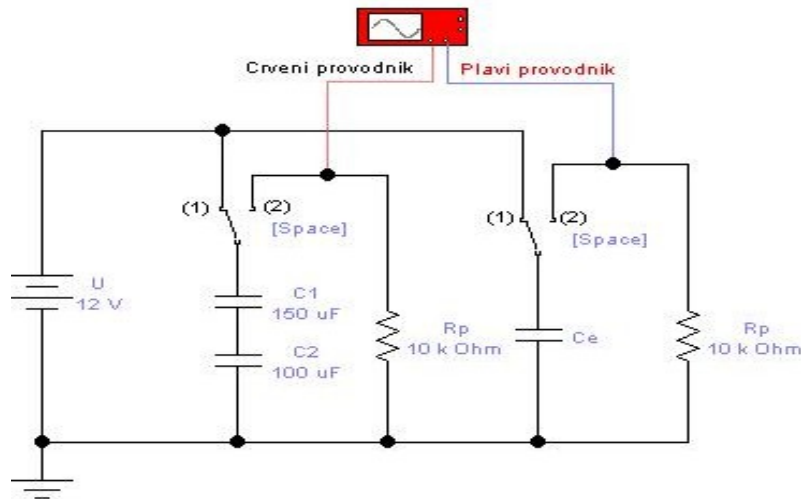 Crveni provodnik
Plavi provodnik
(1)
(2)
[Space]
(1)
(2)
[Space]
U
12 V
C1
150 uF
C2
100 uF
Rp
10 k Ohm
Ce
Rp
10 k Ohm